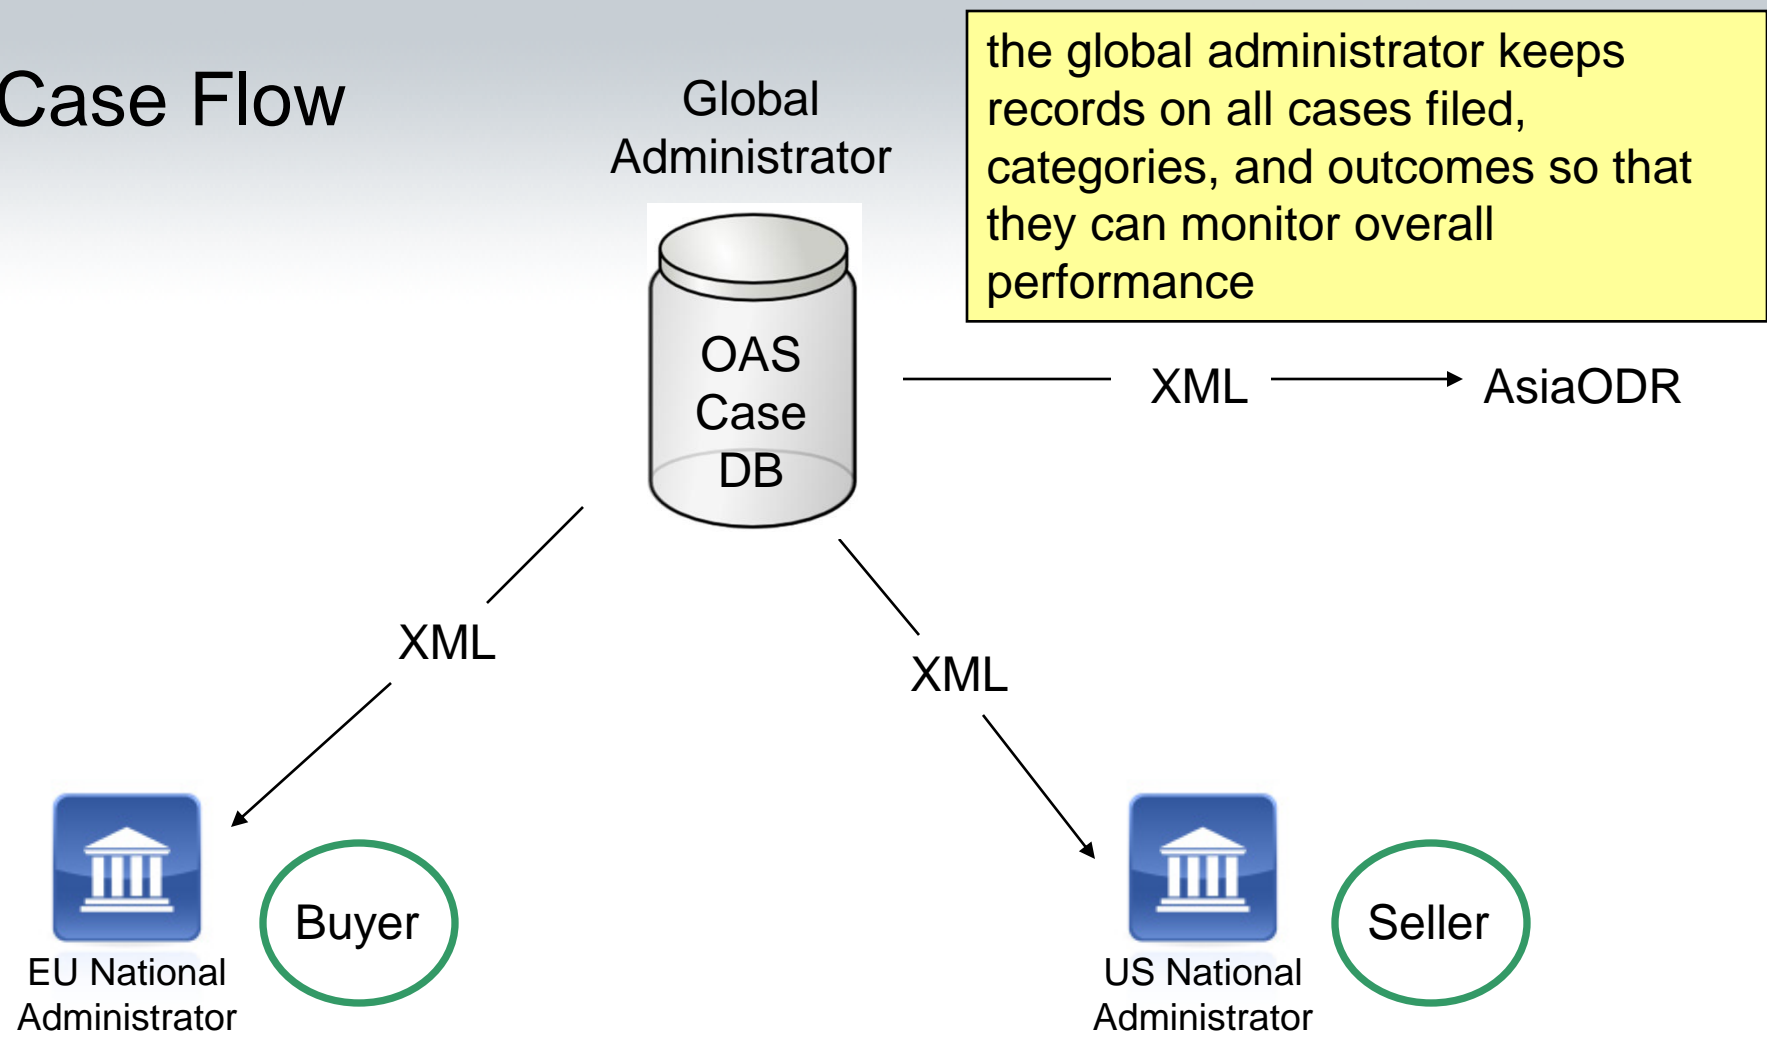 Case Flow
Global
Administrator
the global administrator keeps
records on all cases filed,
categories, and outcomes so that
they can monitor overall
performance
OAS
Case
DB
XML
AsiaODR
XML
XML
Buyer
Seller
EU National
Administrator
US National
Administrator